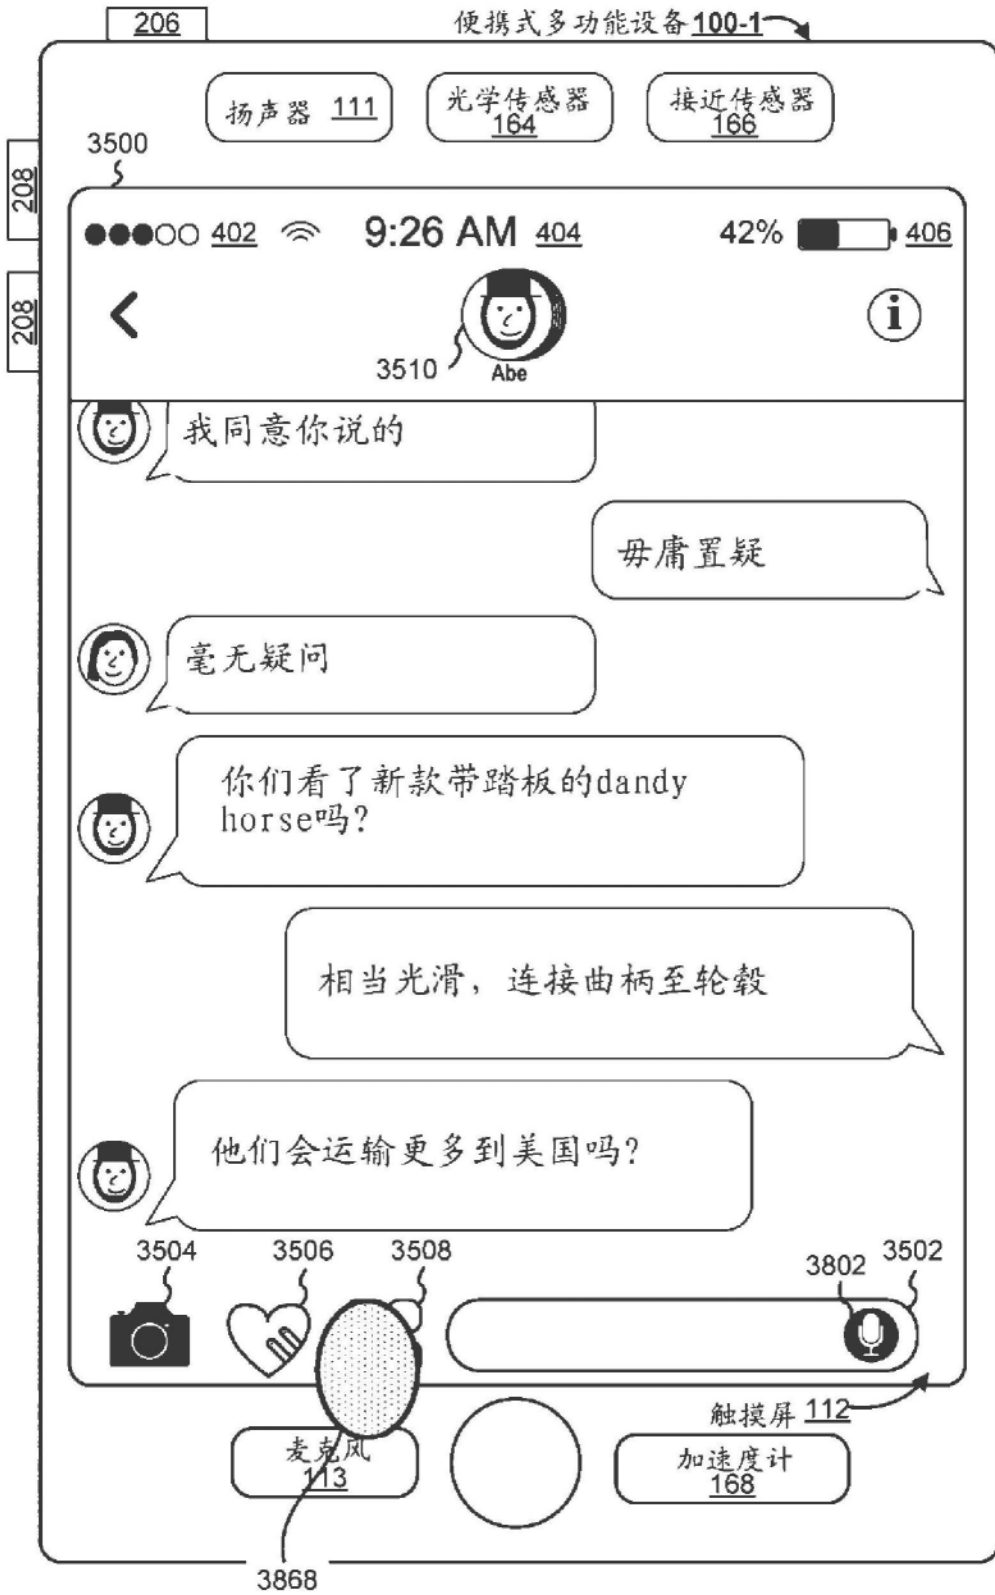 206
便携式多功能设备 100-1
扬声器 111
光学传感器
164
接近传感器
166
3500
208
208
402 9:26 AM 404 42% 406
3510
Abe
我同意你说的
毋庸置疑
毫无疑问
你们看了新款带踏板的dandy
horse吗?
相当光滑，连接曲柄至轮毂
他们会运输更多到美国吗?
3504
3506
3508
3802
3502
触摸屏 112
麦克风
113
加速度计
168
3868